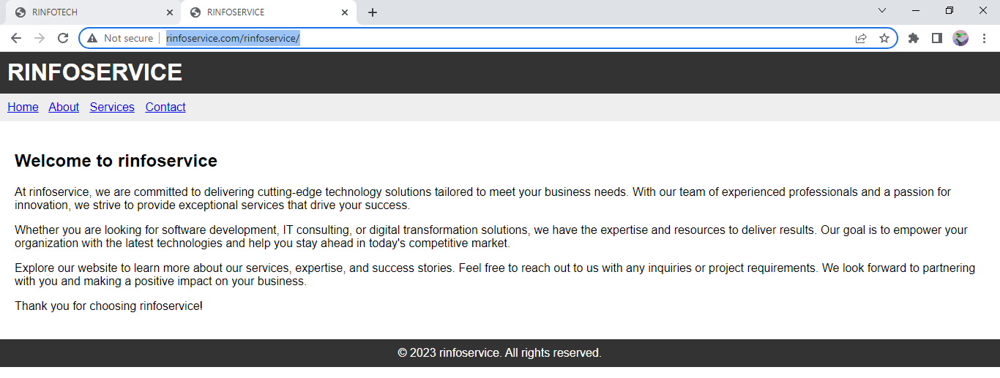 RINFOTECH
RINFOSERVICE
Not secure rinfoservice.com/rinfoservice/
RINFOSERVICE
Home About Services Contact
Welcome to rinfoservice
At rinfoservice, we are committed to delivering cutting-edge technology solutions tailored to meet your business needs. With our team of experienced professionals and a passion for
innovation, we strive to provide exceptional services that drive your success.
Whether you are looking for software development, IT consulting, or digital transformation solutions, we have the expertise and resources to deliver results. Our goal is to empower your
organization with the latest technologies and help you stay ahead in today's competitive market.
Explore our website to learn more about our services, expertise, and success stories. Feel free to reach out to us with any inquiries or project requirements. We look forward to partnering
with you and making a positive impact on your business.
Thank you for choosing rinfoservice!
© 2023 rinfoservice. All rights reserved.